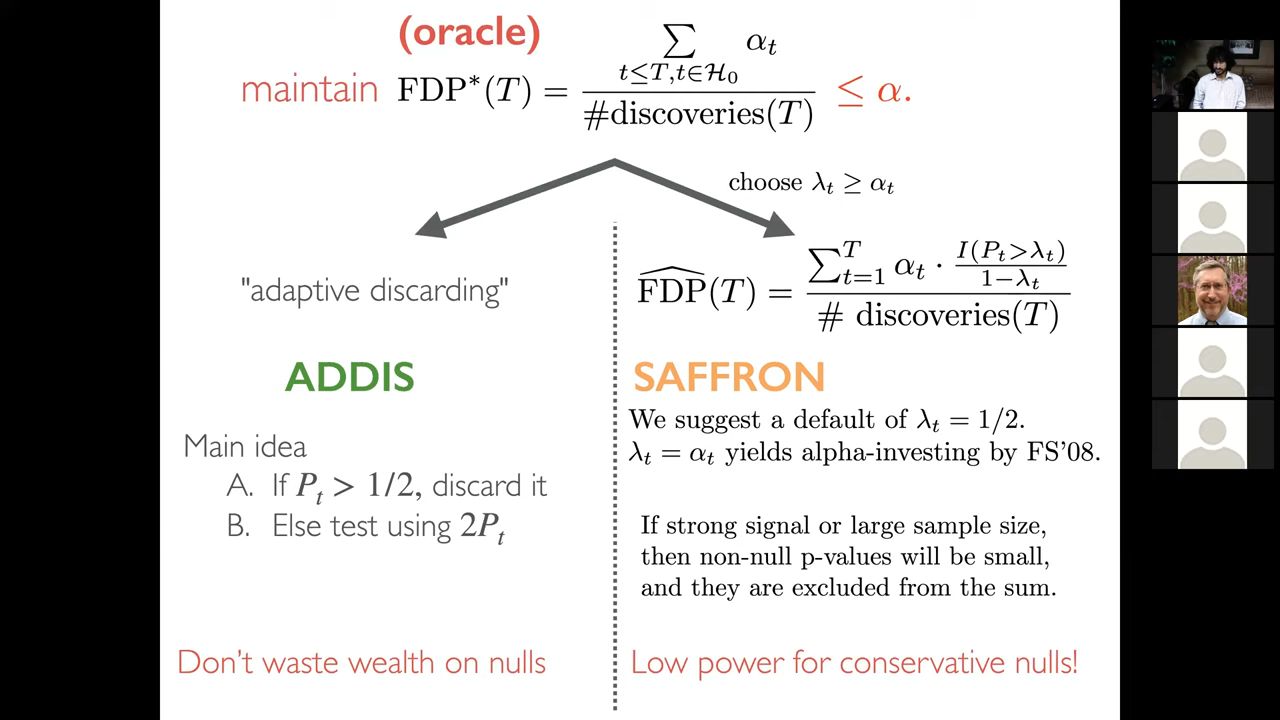 (oracle)
maintain FDP*(T) = ∑_{t≤T,t∈ℋ₀} α_t / #discoveries(T) ≤ α.
choose λ_t ≥ α_t
"adaptive discarding"
\widehat{FDP}(T) = ∑_{t=1}^{T} α_t · \frac{I(P_t>λ_t)}{1−λ_t} / # discoveries(T)
ADDIS
Main idea
A. If P_t > 1/2, discard it
B. Else test using 2P_t
Don't waste wealth on nulls
SAFFRON
We suggest a default of λ_t = 1/2.
λ_t = α_t yields alpha-investing by FS'08.
If strong signal or large sample size,
then non-null p-values will be small,
and they are excluded from the sum.
Low power for conservative nulls!